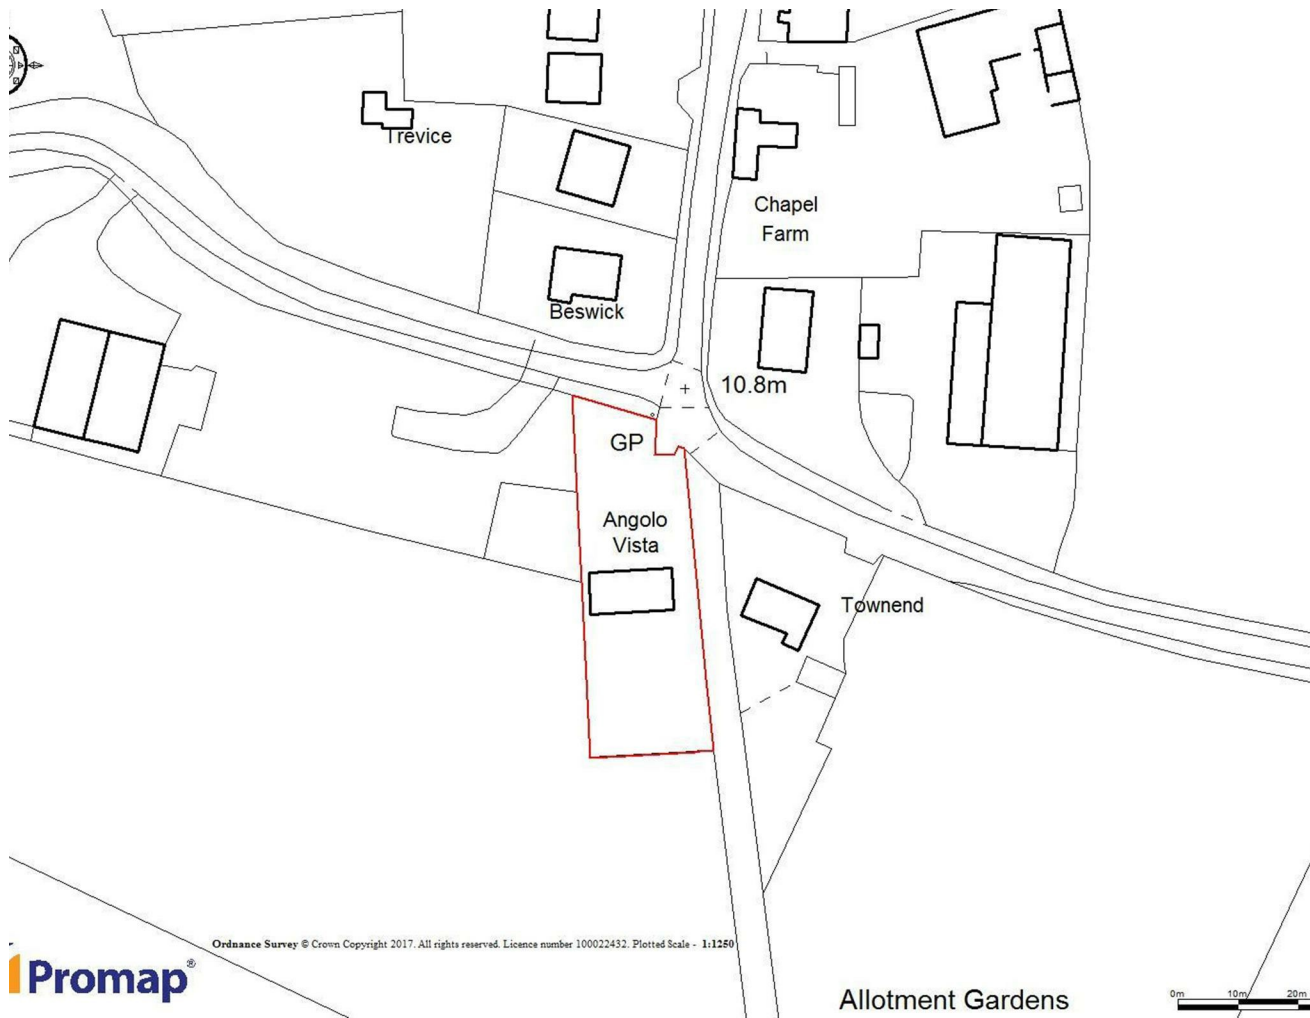 Trevice
Chapel
Farm
Beswick
10.8m
GP
Angolo
Vista
Townend
Ordnance Survey © Crown Copyright 2017. All rights reserved. Licence number 100022432. Plotted Scale - 1:1250
Promap®
Allotment Gardens
0m 10m 20m